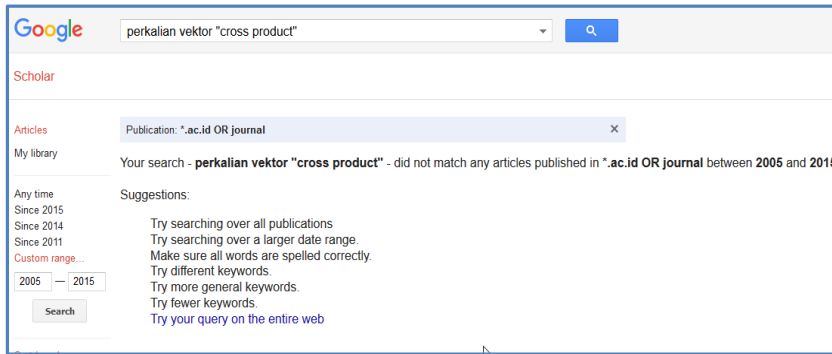 Google
perkalian vektor "cross product"
Scholar
Articles
My library
Any time
Since 2015
Since 2014
Since 2011
Custom range...
2005 — 2015
Search
Publication: *.ac.id OR journal
Your search - perkalian vektor "cross product" - did not match any articles published in *.ac.id OR journal between 2005 and 2015
Suggestions:
Try searching over all publications
Try searching over a larger date range.
Make sure all words are spelled correctly.
Try different keywords.
Try more general keywords.
Try fewer keywords.
Try your query on the entire web